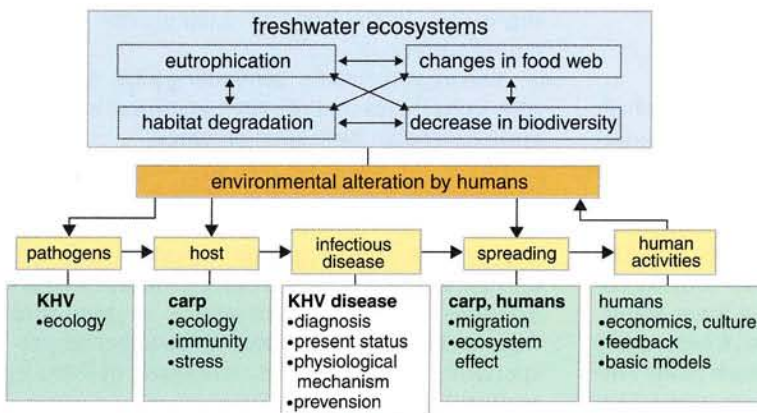 freshwater ecosystems
eutrophication
changes in food web
habitat degradation
decrease in biodiversity
environmental alteration by humans
pathogens
host
infectious
disease
spreading
human
activities
KHV
•ecology
carp
•ecology
•immunity
•stress
KHV disease
•diagnosis
•present status
•physiological
mechanism
•prevention
carp, humans
•migration
•ecosystem
effect
humans
•economics, culture
•feedback
•basic models